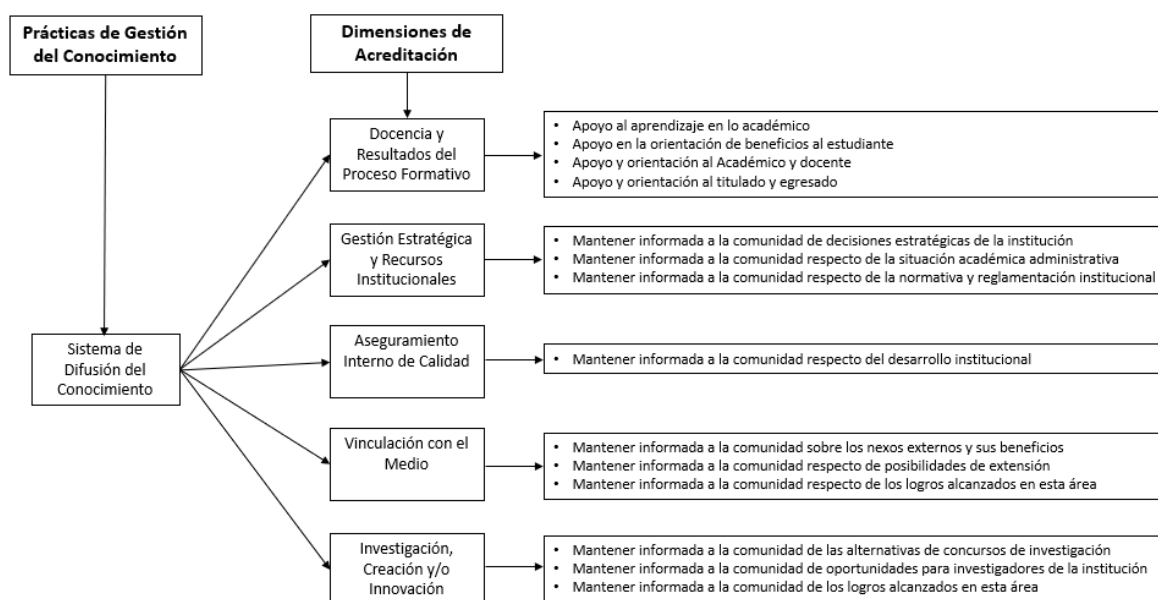 Prácticas de Gestión
del Conocimiento
Dimensiones de
Acreditación
Docencia y
Resultados del
Proceso Formativo
• Apoyo al aprendizaje en lo académico
• Apoyo en la orientación de beneficios al estudiante
• Apoyo y orientación al Académico y docente
• Apoyo y orientación al titulado y egresado
Gestión Estratégica
y Recursos
Institucionales
• Mantener informada a la comunidad de decisiones estratégicas de la institución
• Mantener informada a la comunidad respecto de la situación académica administrativa
• Mantener informada a la comunidad respecto de la normativa y reglamentación institucional
Sistema de
Difusión del
Conocimiento
Aseguramiento
Interno de Calidad
• Mantener informada a la comunidad respecto del desarrollo institucional
Vinculación con el
Medio
• Mantener informada a la comunidad sobre los nexos externos y sus beneficios
• Mantener informada a la comunidad respecto de posibilidades de extensión
• Mantener informada a la comunidad respecto de los logros alcanzados en esta área
Investigación,
Creación y/o
Innovación
• Mantener informada a la comunidad de las alternativas de concursos de investigación
• Mantener informada a la comunidad de oportunidades para investigadores de la institución
• Mantener informada a la comunidad de los logros alcanzados en esta área